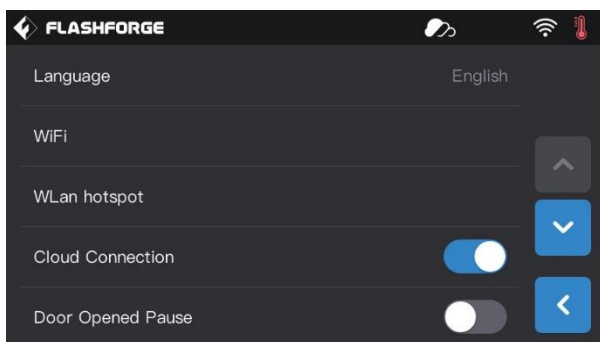 FLASHFORGE
Language English
WiFi
WLan hotspot
Cloud Connection
Door Opened Pause